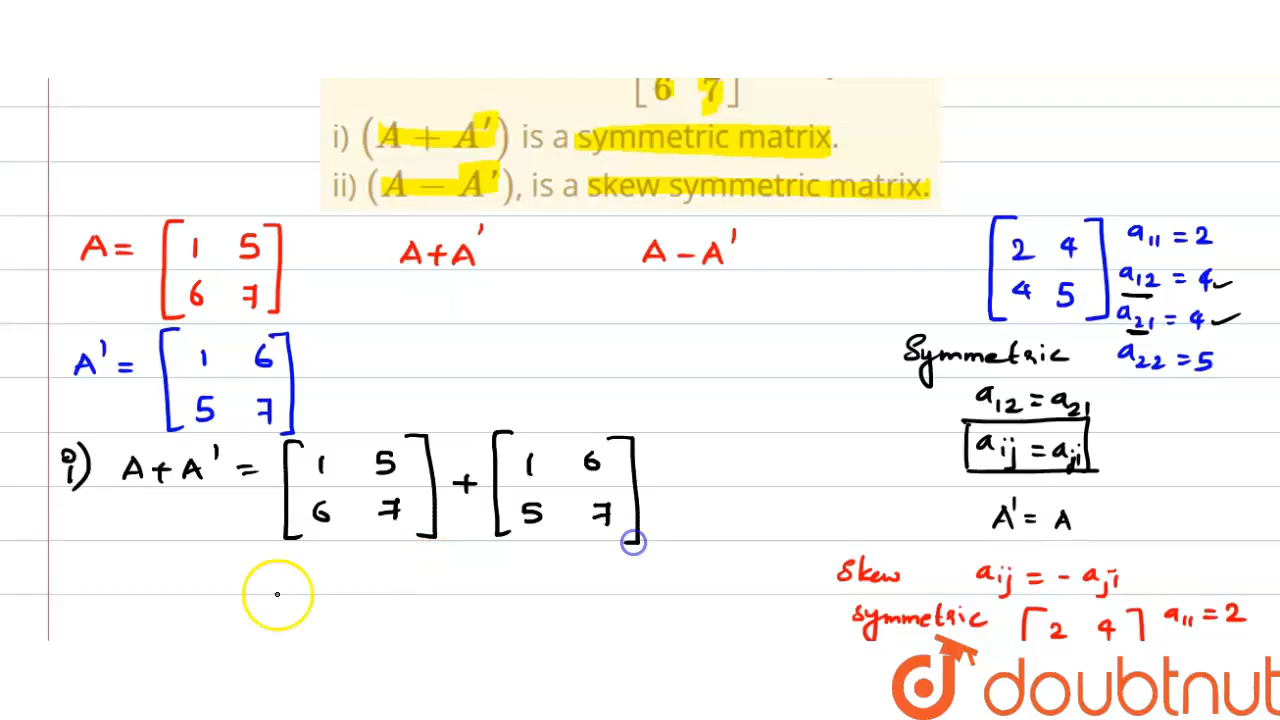 [6 7]
i) (A + A′) is a symmetric matrix.
ii) (A − A′), is a skew symmetric matrix.
A = [1 5
6 7]
A + A′
A − A′
A′ = [1 6
5 7]
i) A + A′ = [1 5
6 7] + [1 6
5 7]
[2 4
4 5]
a₁₁ = 2
a₁₂ = 4 ✓
a₂₁ = 4 ✓
a₂₂ = 5
Symmetric
a₁₂ = a₂₁
aᵢⱼ = aⱼᵢ
A′ = A
Skew aᵢⱼ = − aⱼᵢ
symmetric [2 4] a₁₁ = 2
doubtnut